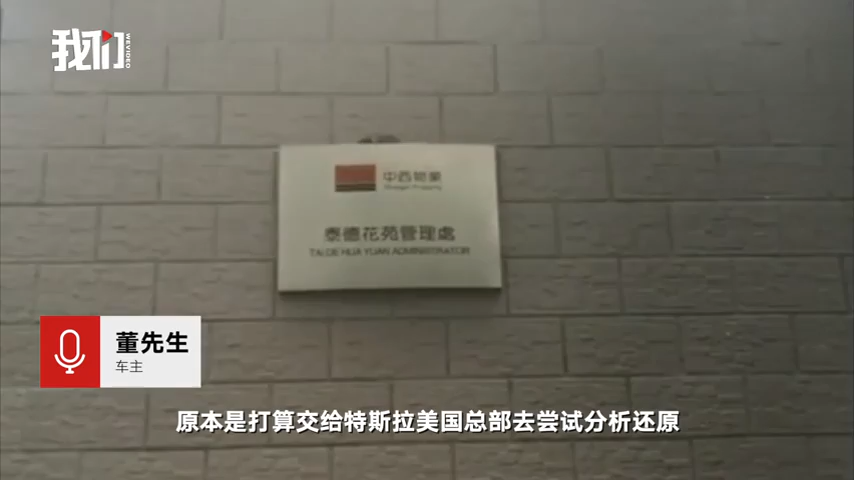 我们
WEVIDEO
中西物業
泰德花苑管理處
TAI DE HUA YUAN ADMINISTRATOR
董先生
车主
原本是打算交给特斯拉美国总部去尝试分析还原